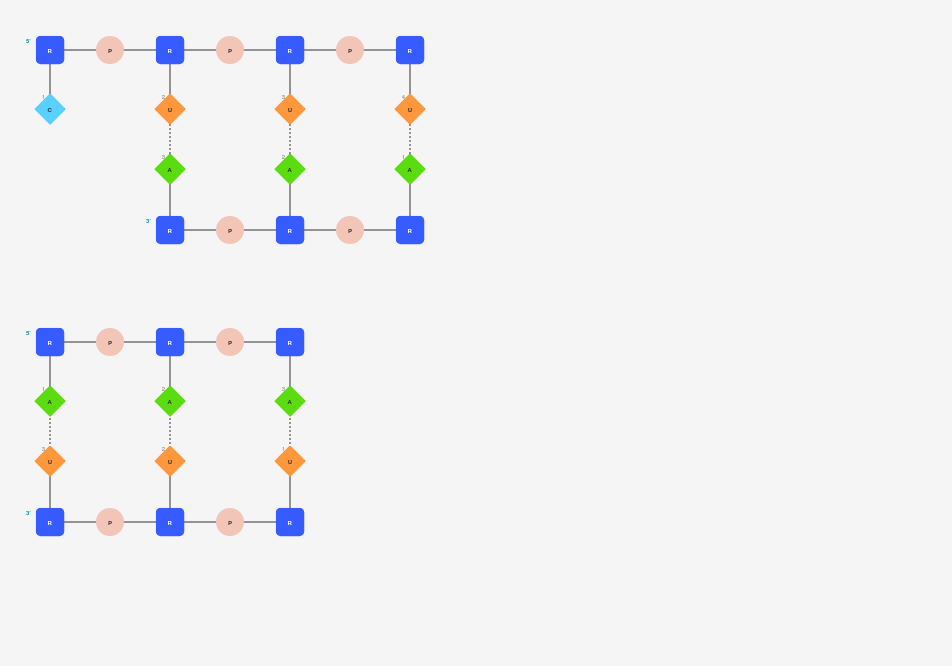 5' R P R P R P R
1 2 3 4
C U U U
3 2 1
A A A
3' R P R P R
5' R P R P R
1 2 3
A A A
3 2 1
U U U
3' R P R P R